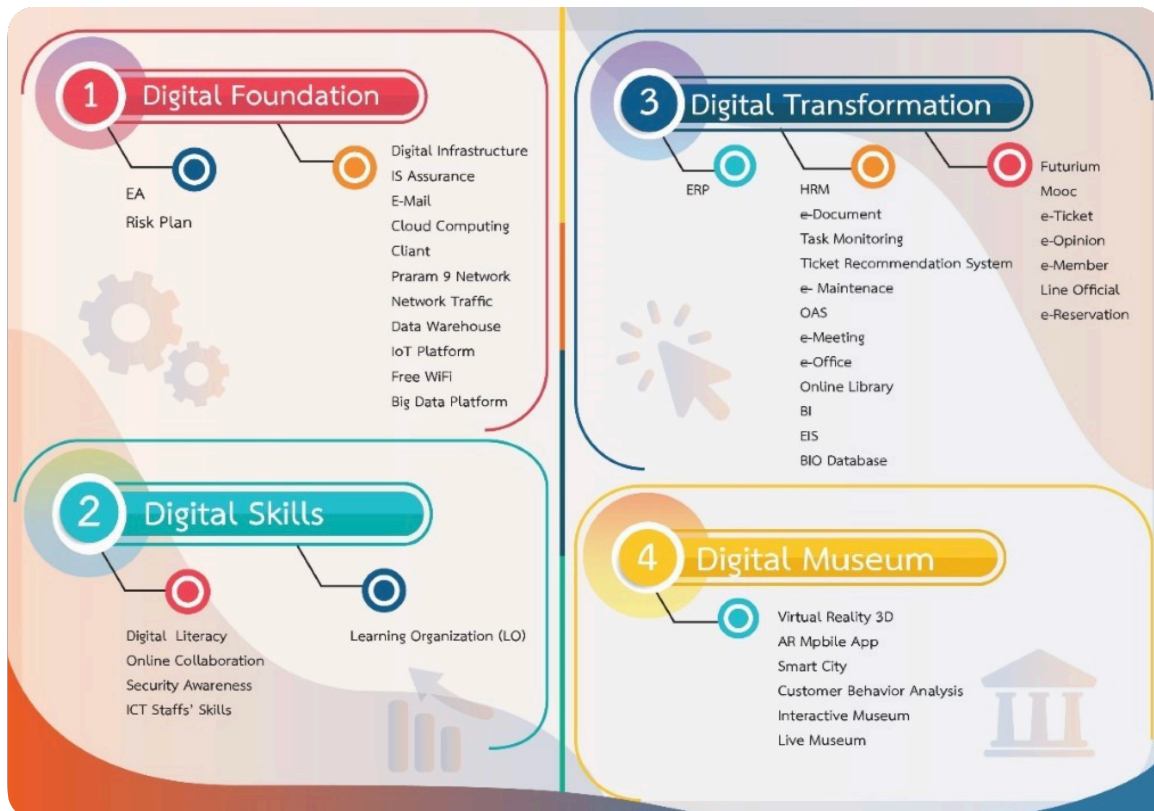 1 Digital Foundation
EA
Risk Plan
Digital Infrastructure
IS Assurance
E-Mail
Cloud Computing
Cliant
Praram 9 Network
Network Traffic
Data Warehouse
IoT Platform
Free WiFi
Big Data Platform
2 Digital Skills
Digital Literacy
Online Collaboration
Security Awareness
ICT Staffs' Skills
Learning Organization (LO)
3 Digital Transformation
ERP
HRM
e-Document
Task Monitoring
Ticket Recommendation System
e- Maintenace
OAS
e-Meeting
e-Office
Online Library
BI
EIS
BIO Database
Futurium
Mooc
e-Ticket
e-Opinion
e-Member
Line Official
e-Reservation
4 Digital Museum
Virtual Reality 3D
AR Mpbile App
Smart City
Customer Behavior Analysis
Interactive Museum
Live Museum